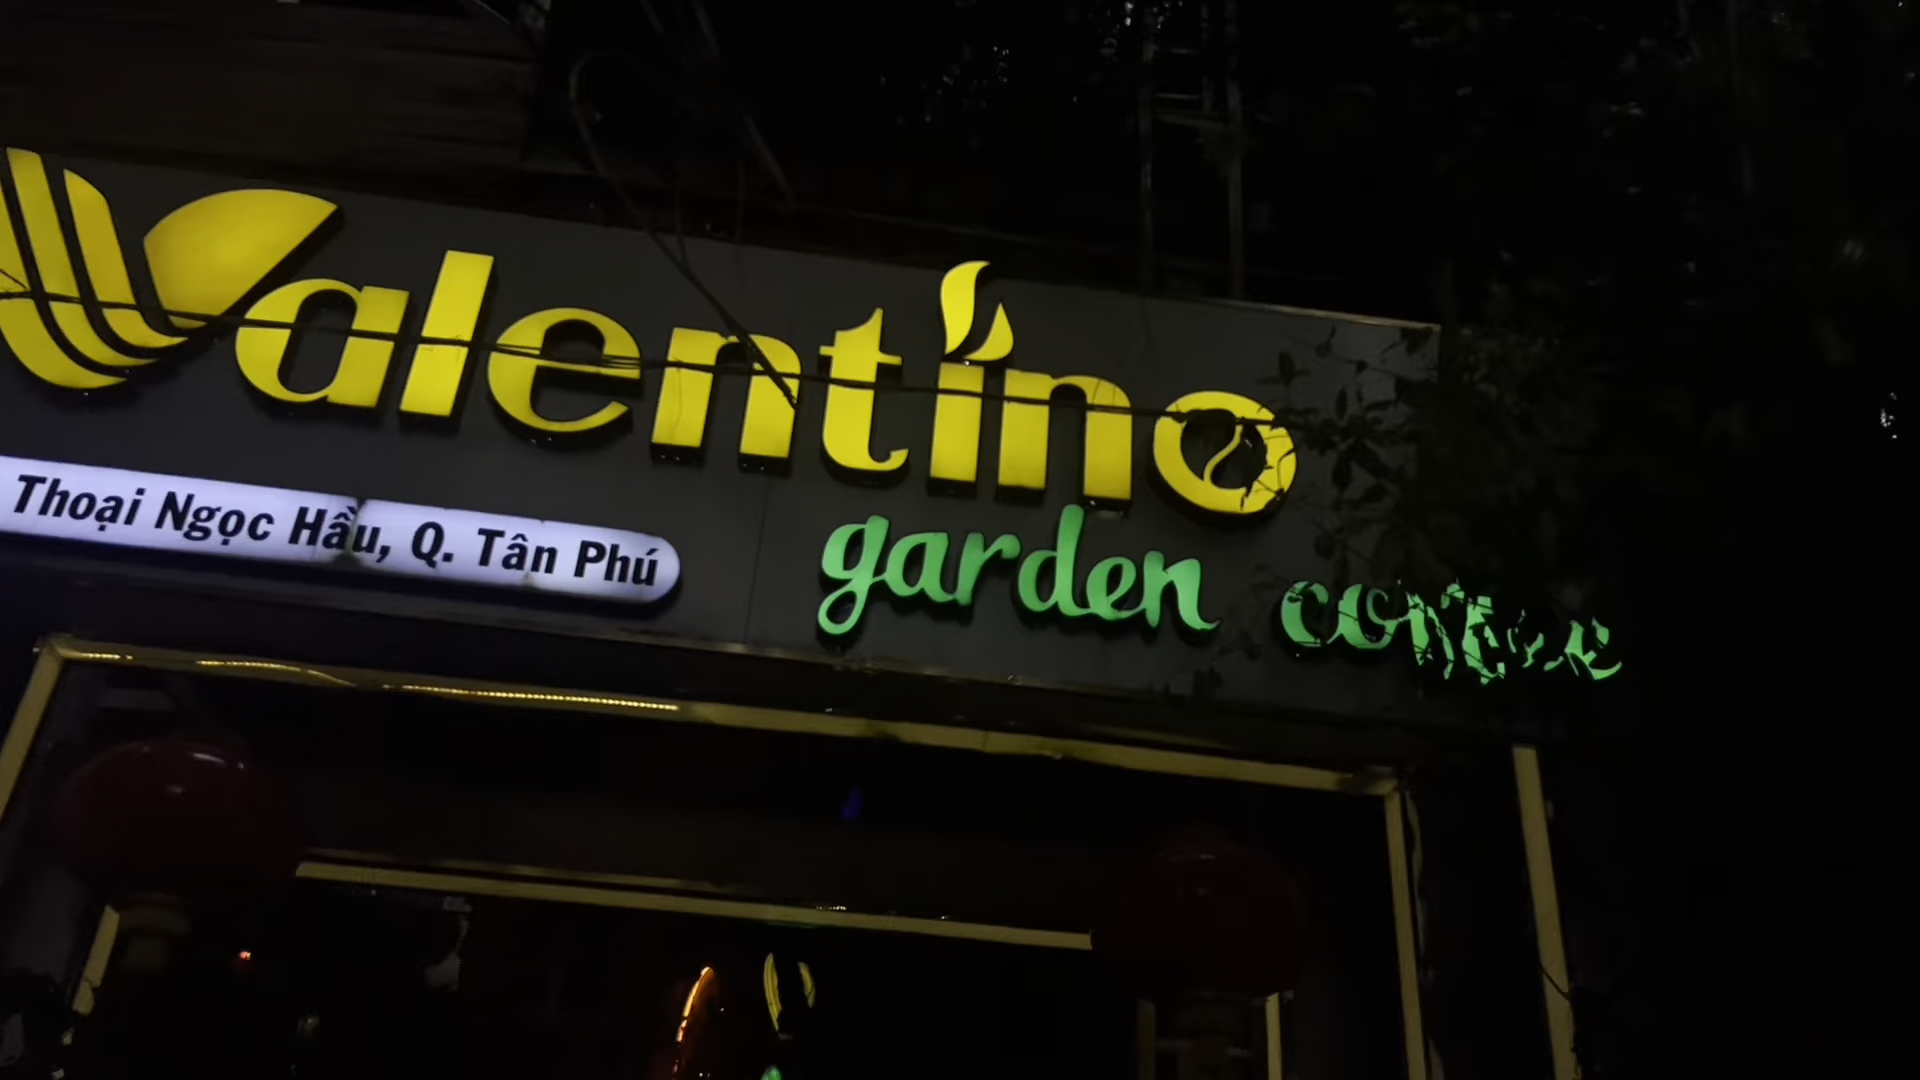 Valentino
Thoại Ngọc Hầu, Q. Tân Phú
garden coffee